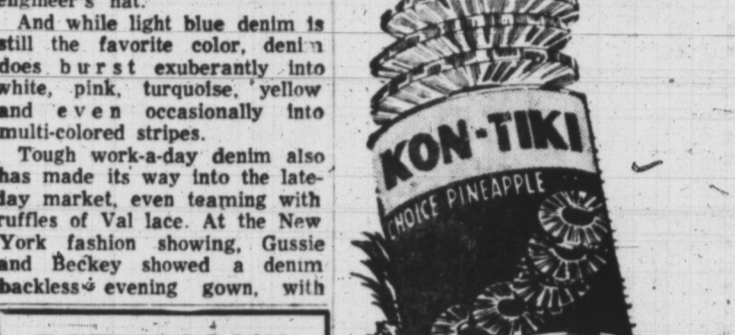 engineer's hat.
And while light blue denim is
still the favorite color, denim
does burst exuberantly into
white, pink, turquoise, yellow
and even occasionally into
multi-colored stripes.
Tough work-a-day denim also
has made its way into the late-
day market, even teaming with
ruffles of Val lace. At the New
York fashion showing, Gussie
and Beckey showed a denim
backless evening gown, with
KON-TIKI
CHOICE PINEAPPLE